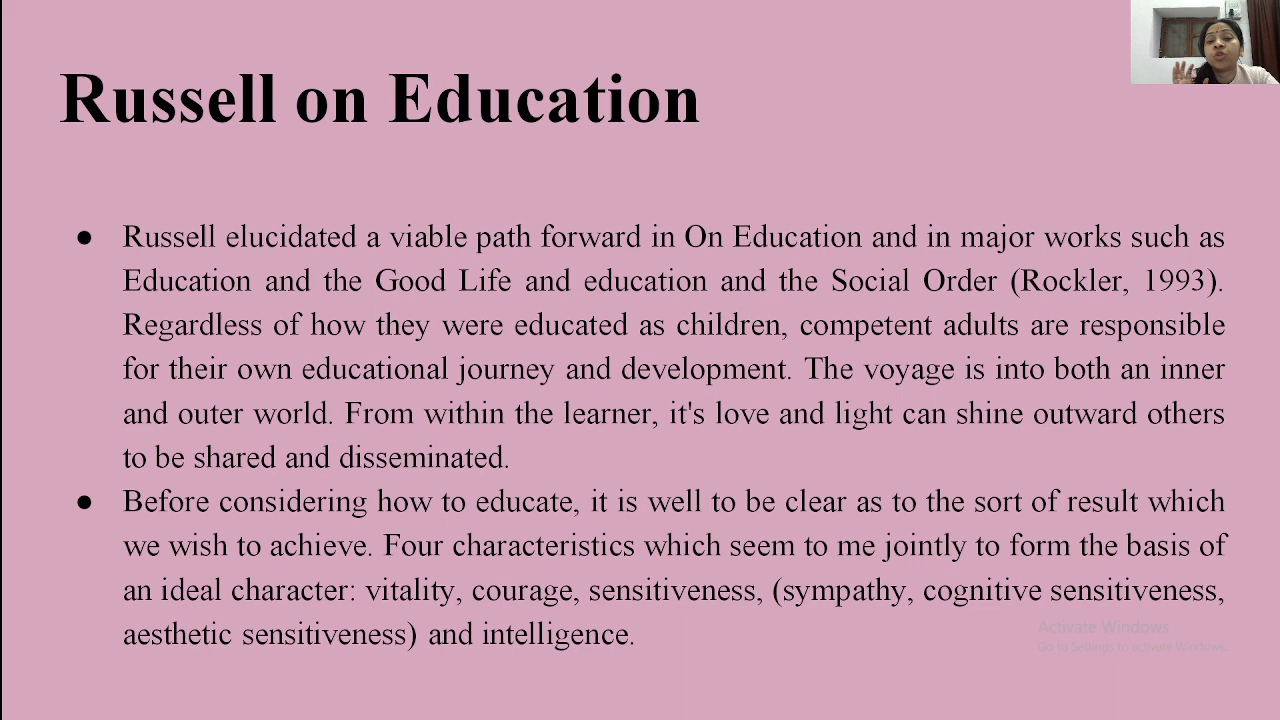 Russell on Education
● Russell elucidated a viable path forward in On Education and in major works such as
Education and the Good Life and education and the Social Order (Rockler, 1993).
Regardless of how they were educated as children, competent adults are responsible
for their own educational journey and development. The voyage is into both an inner
and outer world. From within the learner, it's love and light can shine outward others
to be shared and disseminated.
● Before considering how to educate, it is well to be clear as to the sort of result which
we wish to achieve. Four characteristics which seem to me jointly to form the basis of
an ideal character: vitality, courage, sensitiveness, (sympathy, cognitive sensitiveness,
aesthetic sensitiveness) and intelligence.
Activate Windows
Go to Settings to activate Windows.